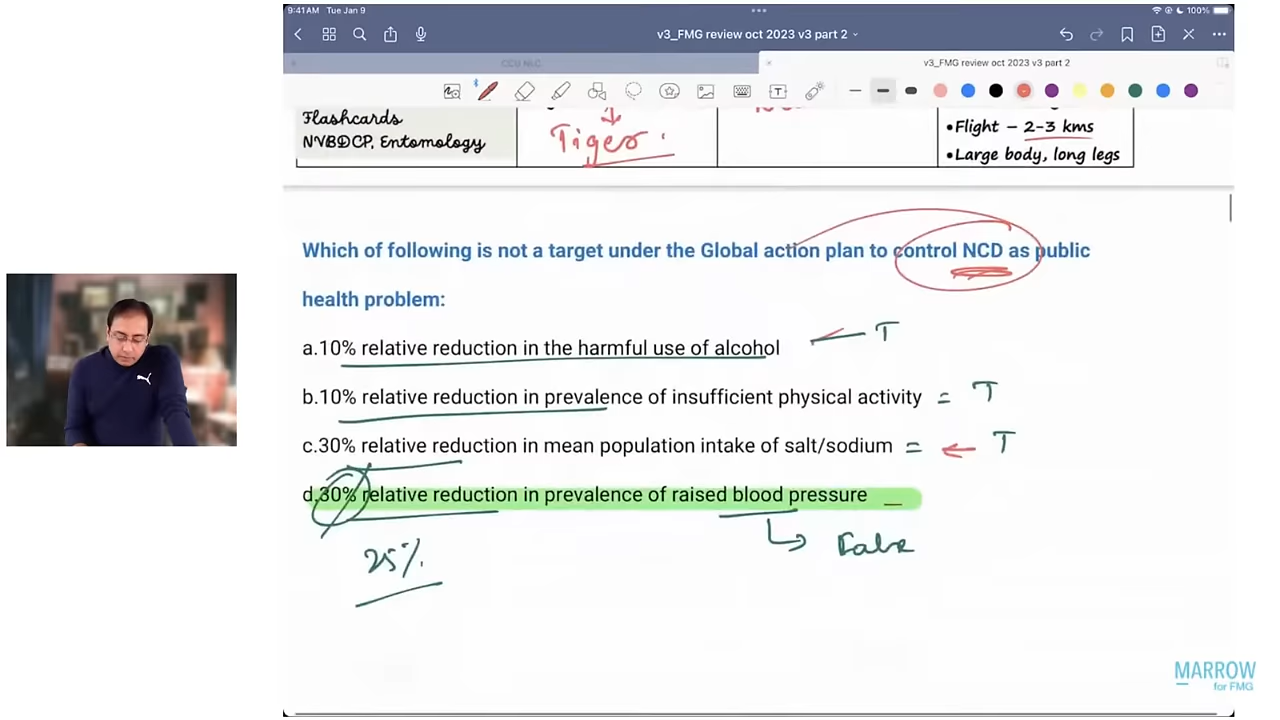 9:41AM Tue Jan 9
100%
v3_FMG review oct 2023 v3 part 2
CCU NLC
v3_FMG review oct 2023 v3 part 2
Flashcards
NVBDCP, Entomology
Tiger
•Flight – 2-3 kms
•Large body, long legs
Which of following is not a target under the Global action plan to control NCD as public
health problem:
a.10% relative reduction in the harmful use of alcohol
T
b.10% relative reduction in prevalence of insufficient physical activity
= T
c.30% relative reduction in mean population intake of salt/sodium
= T
d.30% relative reduction in prevalence of raised blood pressure
25%
False
MARROW
for FMG